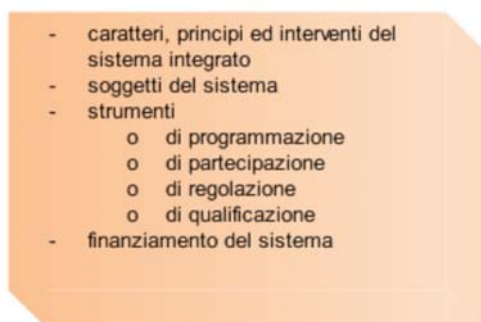 - caratteri, principi ed interventi del
sistema integrato
- soggetti del sistema
- strumenti
o di programmazione
o di partecipazione
o di regolazione
o di qualificazione
- finanziamento del sistema